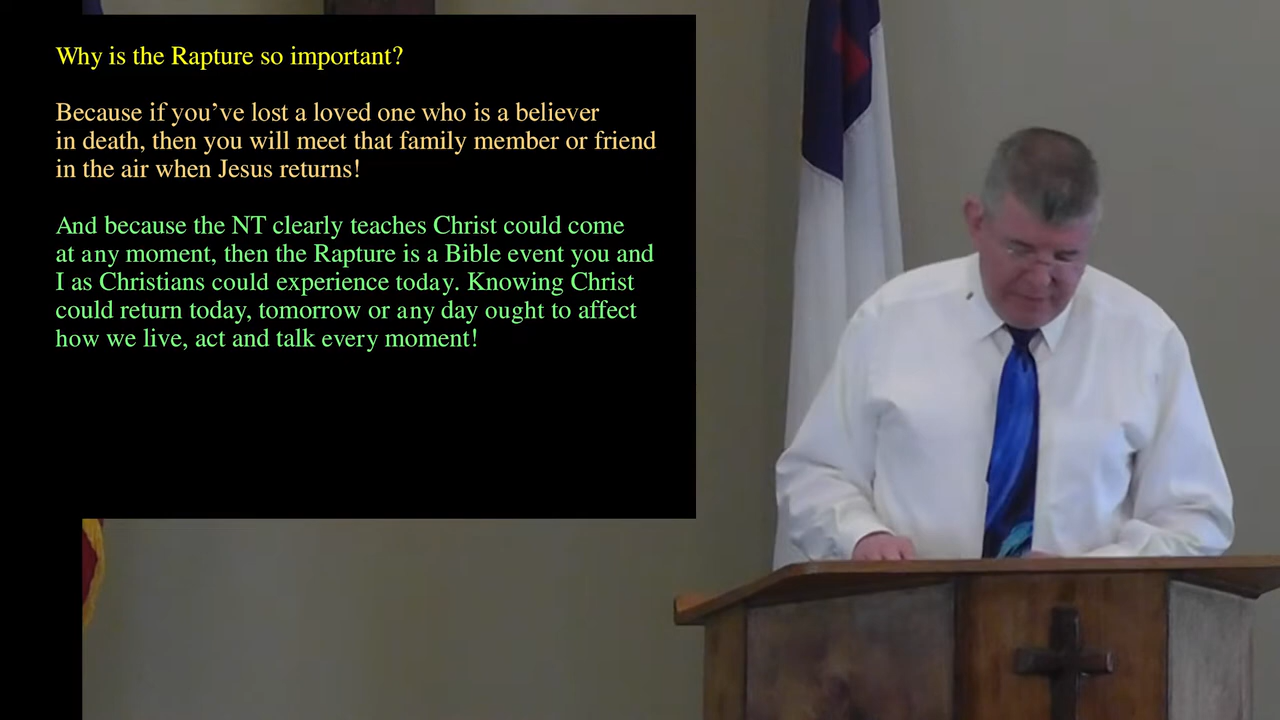 Why is the Rapture so important?
Because if you’ve lost a loved one who is a believer
in death, then you will meet that family member or friend
in the air when Jesus returns!
And because the NT clearly teaches Christ could come
at any moment, then the Rapture is a Bible event you and
I as Christians could experience today. Knowing Christ
could return today, tomorrow or any day ought to affect
how we live, act and talk every moment!